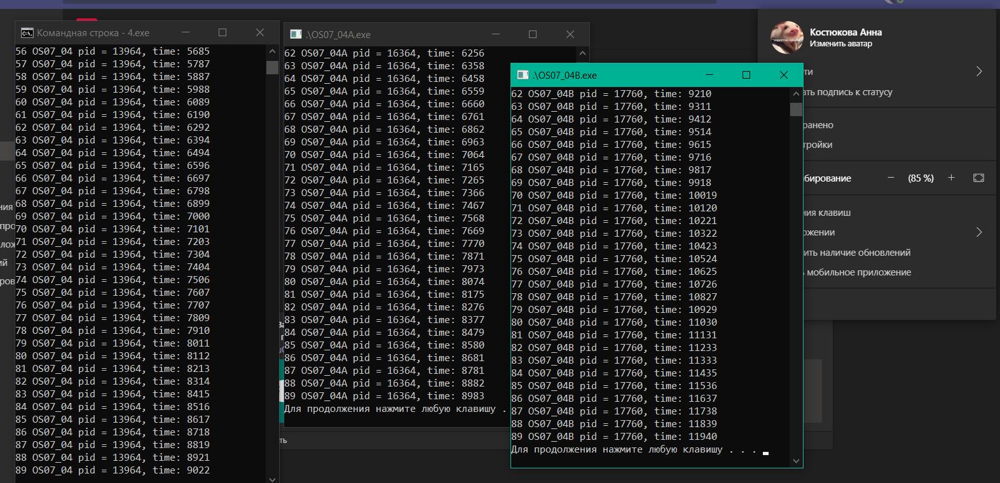 Командная строка - 4.exe
56 OS07_04 pid = 13964, time: 5685
57 OS07_04 pid = 13964, time: 5787
58 OS07_04 pid = 13964, time: 5887
59 OS07_04 pid = 13964, time: 5988
60 OS07_04 pid = 13964, time: 6089
61 OS07_04 pid = 13964, time: 6190
62 OS07_04 pid = 13964, time: 6292
63 OS07_04 pid = 13964, time: 6394
64 OS07_04 pid = 13964, time: 6494
65 OS07_04 pid = 13964, time: 6596
66 OS07_04 pid = 13964, time: 6697
67 OS07_04 pid = 13964, time: 6798
68 OS07_04 pid = 13964, time: 6899
69 OS07_04 pid = 13964, time: 7000
70 OS07_04 pid = 13964, time: 7101
71 OS07_04 pid = 13964, time: 7203
72 OS07_04 pid = 13964, time: 7304
73 OS07_04 pid = 13964, time: 7404
74 OS07_04 pid = 13964, time: 7506
75 OS07_04 pid = 13964, time: 7607
76 OS07_04 pid = 13964, time: 7707
77 OS07_04 pid = 13964, time: 7809
78 OS07_04 pid = 13964, time: 7910
79 OS07_04 pid = 13964, time: 8011
80 OS07_04 pid = 13964, time: 8112
81 OS07_04 pid = 13964, time: 8213
82 OS07_04 pid = 13964, time: 8314
83 OS07_04 pid = 13964, time: 8415
84 OS07_04 pid = 13964, time: 8516
85 OS07_04 pid = 13964, time: 8617
86 OS07_04 pid = 13964, time: 8718
87 OS07_04 pid = 13964, time: 8819
88 OS07_04 pid = 13964, time: 8921
89 OS07_04 pid = 13964, time: 9022
.\OS07_04A.exe
62 OS07_04A pid = 16364, time: 6256
63 OS07_04A pid = 16364, time: 6358
64 OS07_04A pid = 16364, time: 6458
65 OS07_04A pid = 16364, time: 6559
66 OS07_04A pid = 16364, time: 6660
67 OS07_04A pid = 16364, time: 6761
68 OS07_04A pid = 16364, time: 6862
69 OS07_04A pid = 16364, time: 6963
70 OS07_04A pid = 16364, time: 7064
71 OS07_04A pid = 16364, time: 7165
72 OS07_04A pid = 16364, time: 7265
73 OS07_04A pid = 16364, time: 7366
74 OS07_04A pid = 16364, time: 7467
75 OS07_04A pid = 16364, time: 7568
76 OS07_04A pid = 16364, time: 7669
77 OS07_04A pid = 16364, time: 7770
78 OS07_04A pid = 16364, time: 7871
79 OS07_04A pid = 16364, time: 7973
80 OS07_04A pid = 16364, time: 8074
81 OS07_04A pid = 16364, time: 8175
82 OS07_04A pid = 16364, time: 8276
83 OS07_04A pid = 16364, time: 8377
84 OS07_04A pid = 16364, time: 8479
85 OS07_04A pid = 16364, time: 8580
86 OS07_04A pid = 16364, time: 8681
87 OS07_04A pid = 16364, time: 8781
88 OS07_04A pid = 16364, time: 8882
89 OS07_04A pid = 16364, time: 8983
Для продолжения нажмите любую клавишу .
.\OS07_04B.exe
62 OS07_04B pid = 17760, time: 9210
63 OS07_04B pid = 17760, time: 9311
64 OS07_04B pid = 17760, time: 9412
65 OS07_04B pid = 17760, time: 9514
66 OS07_04B pid = 17760, time: 9615
67 OS07_04B pid = 17760, time: 9716
68 OS07_04B pid = 17760, time: 9817
69 OS07_04B pid = 17760, time: 9918
70 OS07_04B pid = 17760, time: 10019
71 OS07_04B pid = 17760, time: 10120
72 OS07_04B pid = 17760, time: 10221
73 OS07_04B pid = 17760, time: 10322
74 OS07_04B pid = 17760, time: 10423
75 OS07_04B pid = 17760, time: 10524
76 OS07_04B pid = 17760, time: 10625
77 OS07_04B pid = 17760, time: 10726
78 OS07_04B pid = 17760, time: 10827
79 OS07_04B pid = 17760, time: 10929
80 OS07_04B pid = 17760, time: 11030
81 OS07_04B pid = 17760, time: 11131
82 OS07_04B pid = 17760, time: 11233
83 OS07_04B pid = 17760, time: 11333
84 OS07_04B pid = 17760, time: 11435
85 OS07_04B pid = 17760, time: 11536
86 OS07_04B pid = 17760, time: 11637
87 OS07_04B pid = 17760, time: 11738
88 OS07_04B pid = 17760, time: 11839
89 OS07_04B pid = 17760, time: 11940
Для продолжения нажмите любую клавишу . . .
Костюкова Анна
Изменить аватар
ти
ать подпись к статусу
ранено
тройки
бирование − (85 %) +
ния клавиш
ожении
ить наличие обновлений
мобильное приложение
ния
про
лож
ий
ров
ть